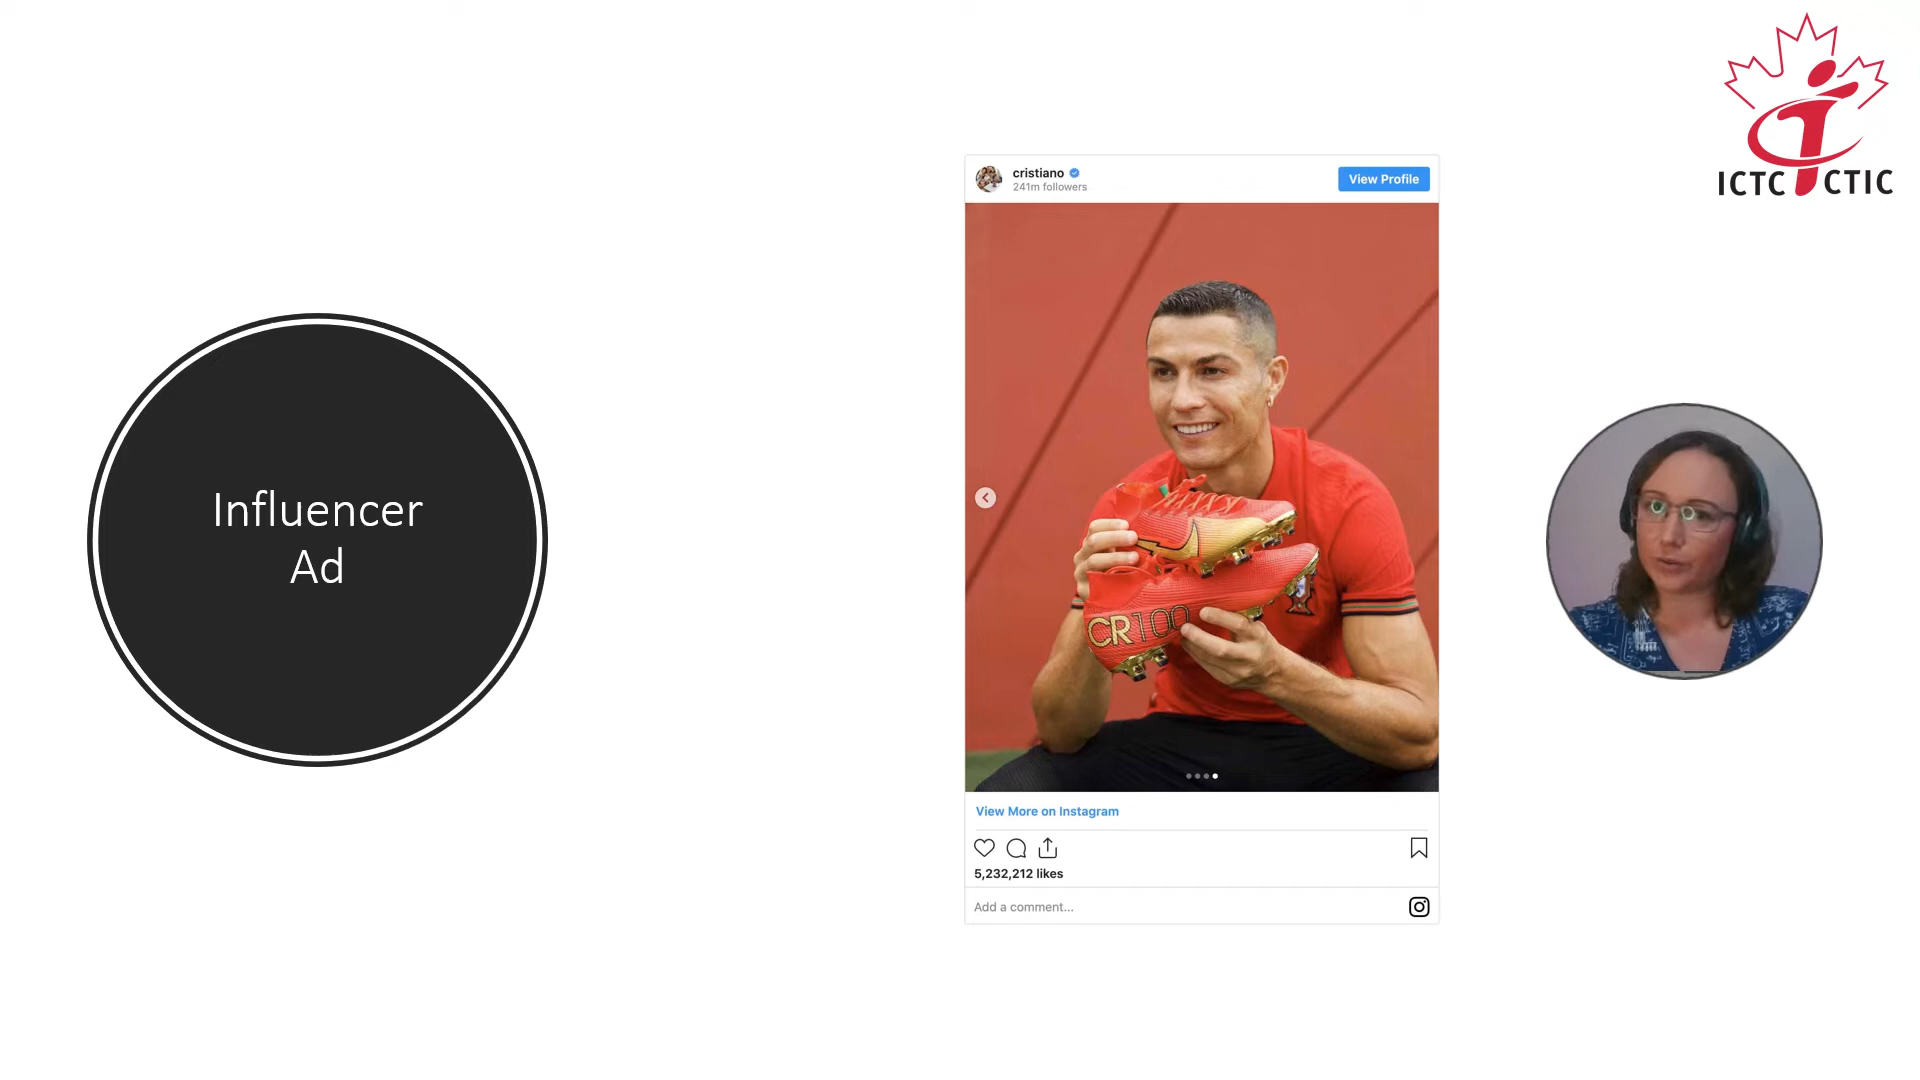 Influencer
Ad
cristiano
241m followers
View Profile
CR100
View More on Instagram
5,232,212 likes
Add a comment...
ICTC CTIC